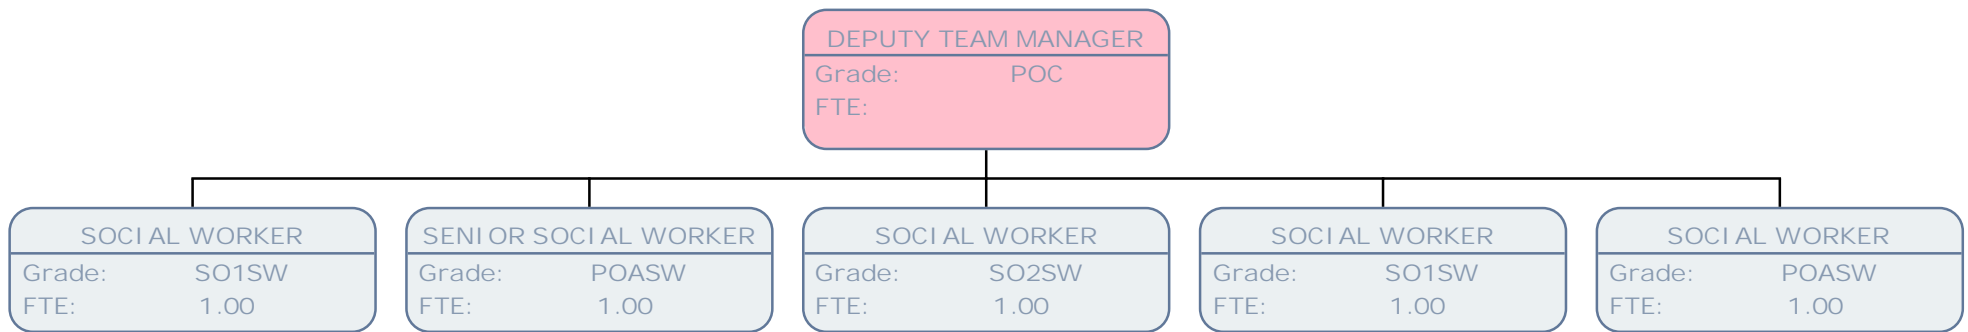 DEPUTY TEAM MANAGER
Grade: POC
FTE:
SOCIAL WORKER
Grade: SO1SW
FTE: 1.00
SENIOR SOCIAL WORKER
Grade: POASW
FTE: 1.00
SOCIAL WORKER
Grade: SO2SW
FTE: 1.00
SOCIAL WORKER
Grade: SO1SW
FTE: 1.00
SOCIAL WORKER
Grade: POASW
FTE: 1.00